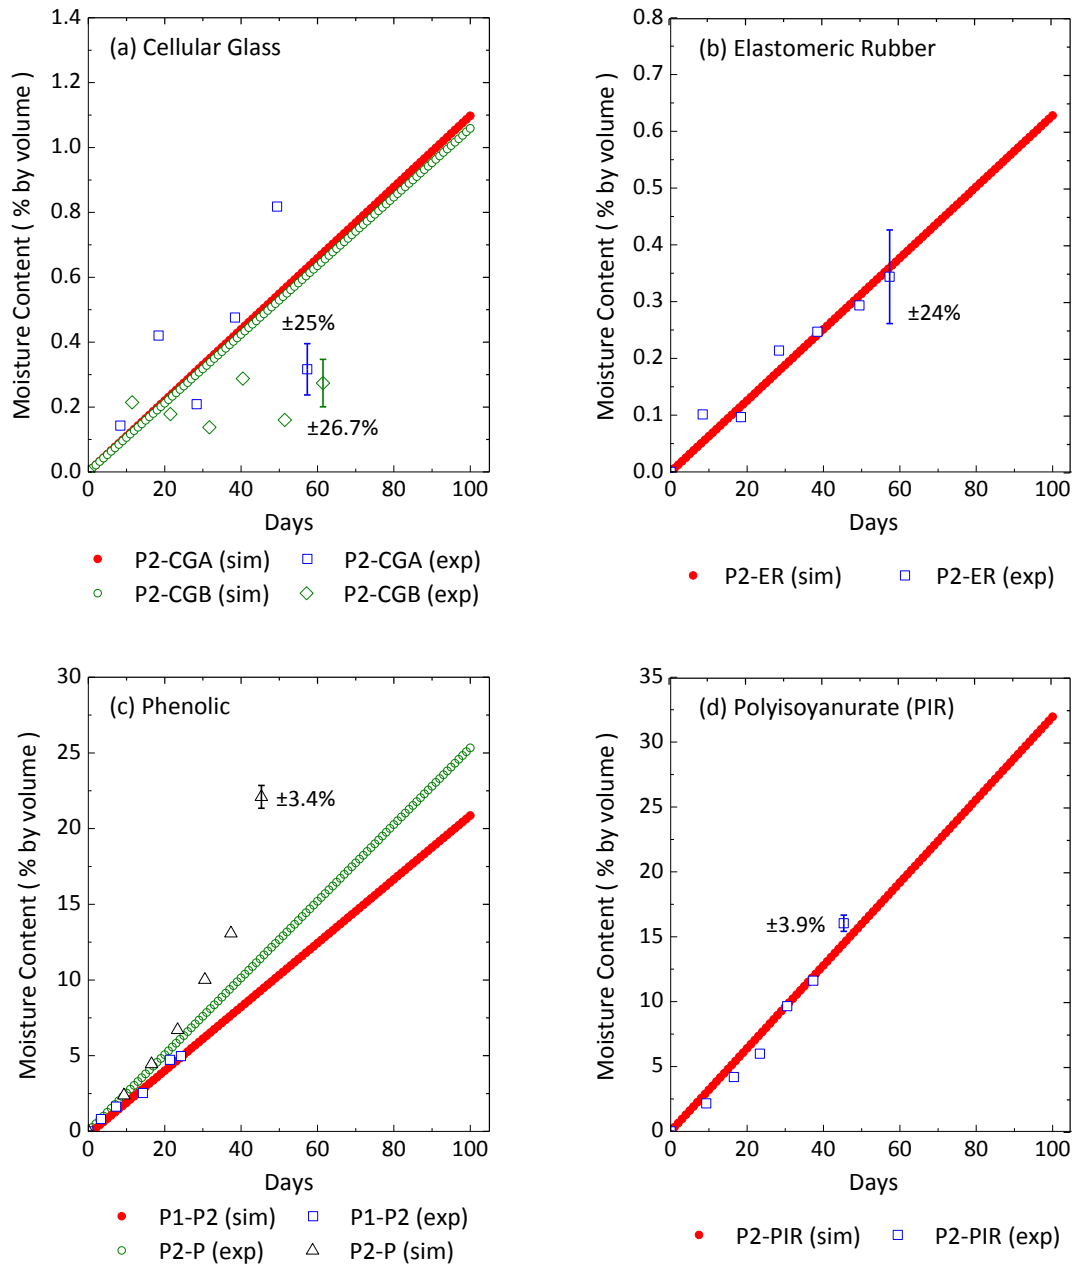 (a) Cellular Glass
1.4
1.2
1.0
0.8
0.6
0.4
0.2
0.0
Moisture Content ( % by volume )
±25%
±26.7%
0 20 40 60 80 100
Days
P2-CGA (sim) P2-CGA (exp)
P2-CGB (sim) P2-CGB (exp)
(b) Elastomeric Rubber
0.8
0.7
0.6
0.5
0.4
0.3
0.2
0.1
0.0
Moisture Content ( % by volume )
±24%
0 20 40 60 80 100
Days
P2-ER (sim) P2-ER (exp)
(c) Phenolic
30
25
20
15
10
5
0
Moisture Content ( % by volume )
±3.4%
0 20 40 60 80 100
Days
P1-P2 (sim) P1-P2 (exp)
P2-P (exp) P2-P (sim)
(d) Polyisoyanurate (PIR)
35
30
25
20
15
10
5
0
Moisture Content ( % by volume )
±3.9%
0 20 40 60 80 100
Days
P2-PIR (sim) P2-PIR (exp)